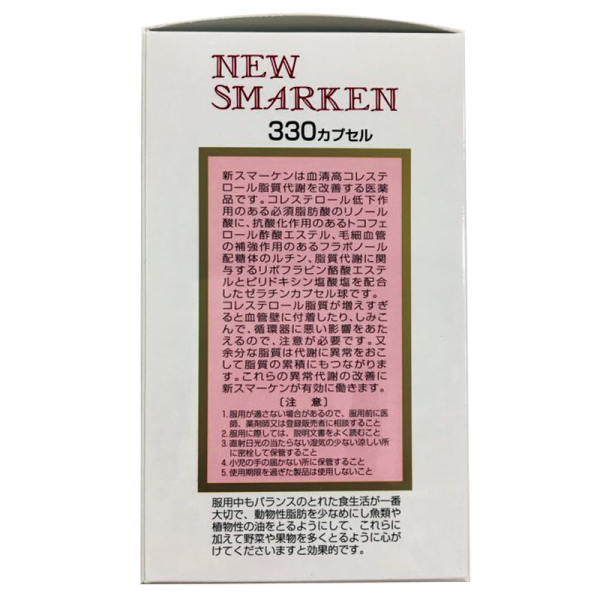 NEW
SMARKEN
330カプセル
新スマーケンは血清高コレステ
ロール脂質代謝を改善する医薬
品です。コレステロール低下作
用のある必須脂肪酸のリノール
酸に、抗酸化作用のあるトコフェ
ロール酢酸エステル、毛細血管
の補強作用のあるフラボノール
配糖体のルチン、脂質代謝に関
与するリボフラビン酪酸エステ
ルとピリドキシン塩酸塩を配合
したゼラチンカプセル球です。
コレステロール脂質が増えすぎ
ると血管壁に付着したり、しみこ
んで、循環器に悪い影響をあた
えるので、注意が必要です。又
余分な脂質は代謝に異常をおこ
して脂質の累積にもつながりま
す。これらの異常代謝の改善に
新スマーケンが有効に働きます。
〔注 意〕
1.服用が適さない場合があるので、服用前に医
師、薬剤師又は登録販売者に相談すること
2.服用に際しては、説明文書をよく読むこと
3.直射日光の当たらない湿気の少ない涼しい所
に密栓して保管すること
4.小児の手の届かない所に保管すること
5.使用期限を過ぎた製品は使用しないこと
服用中もバランスのとれた食生活が一番
大切で、動物性脂肪を少なめにし魚類や
植物性の油をとるようにして、これらに
加えて野菜や果物を多くとるように心が
けてくださいますと効果的です。